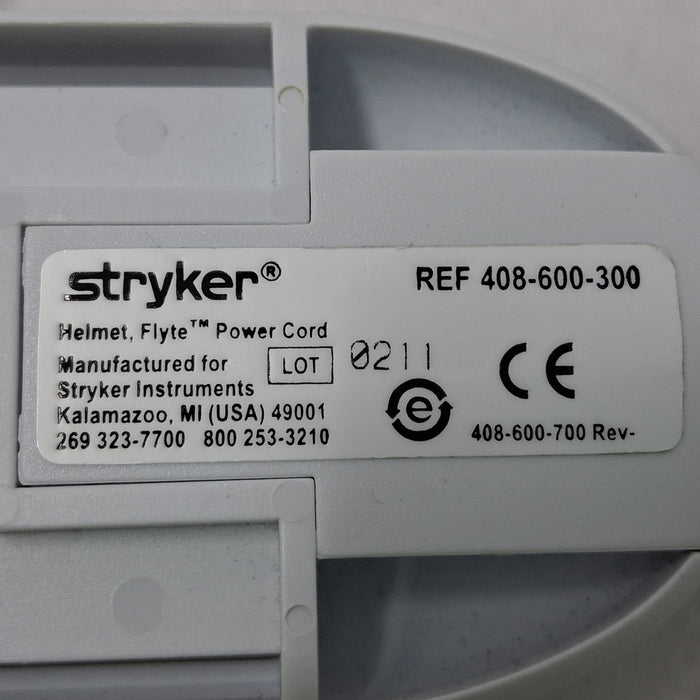 stryker® REF 408-600-300
Helmet, Flyte™ Power Cord
Manufactured for LOT 0211
Stryker Instruments
Kalamazoo, MI (USA) 49001
269 323-7700 800 253-3210
e CE
408-600-700 Rev-